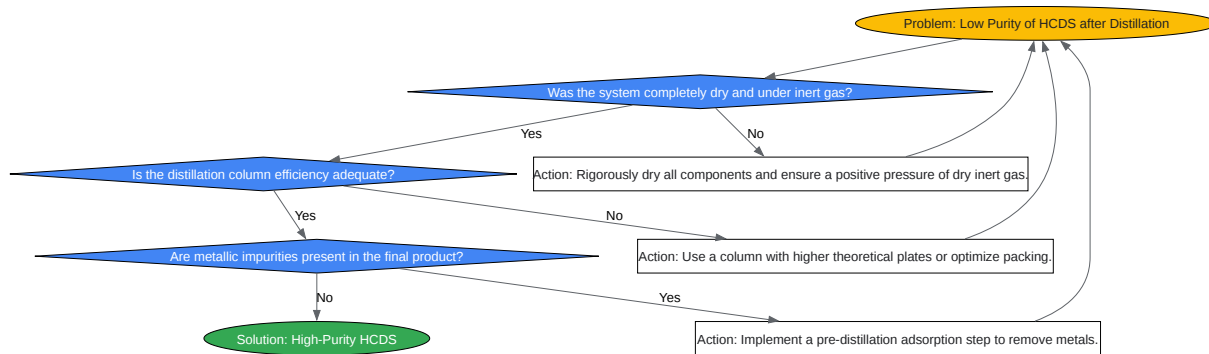 Problem: Low Purity of HCDS after Distillation
Was the system completely dry and under inert gas?
Yes
No
Is the distillation column efficiency adequate?
Action: Rigorously dry all components and ensure a positive pressure of dry inert gas.
Yes
No
Are metallic impurities present in the final product?
Action: Use a column with higher theoretical plates or optimize packing.
No
Yes
Solution: High-Purity HCDS
Action: Implement a pre-distillation adsorption step to remove metals.